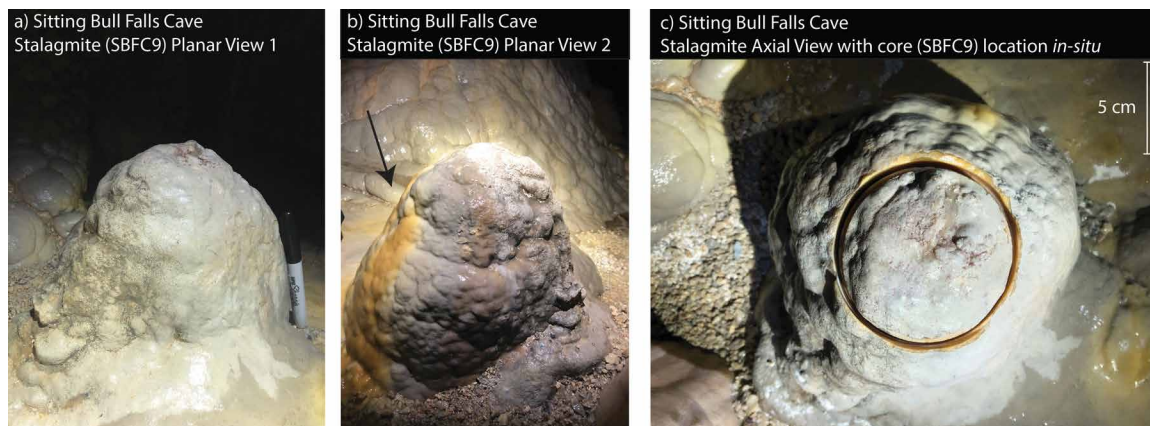 a) Sitting Bull Falls Cave
Stalagmite (SBFC9) Planar View 1
b) Sitting Bull Falls Cave
Stalagmite (SBFC9) Planar View 2
c) Sitting Bull Falls Cave
Stalagmite Axial View with core (SBFC9) location in-situ
5 cm